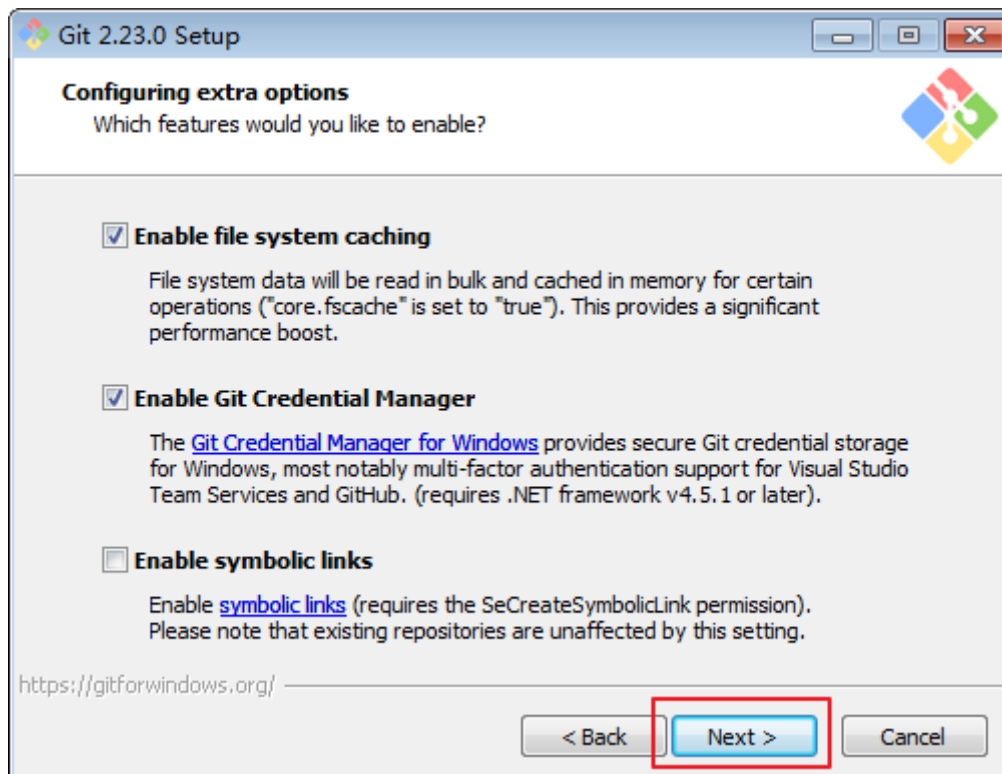 Git 2.23.0 Setup
Configuring extra options
Which features would you like to enable?
Enable file system caching
File system data will be read in bulk and cached in memory for certain
operations ("core.fscache" is set to "true"). This provides a significant
performance boost.
Enable Git Credential Manager
The Git Credential Manager for Windows provides secure Git credential storage
for Windows, most notably multi-factor authentication support for Visual Studio
Team Services and GitHub. (requires .NET framework v4.5.1 or later).
Enable symbolic links
Enable symbolic links (requires the SeCreateSymbolicLink permission).
Please note that existing repositories are unaffected by this setting.
https://gitforwindows.org/
< Back
Next >
Cancel